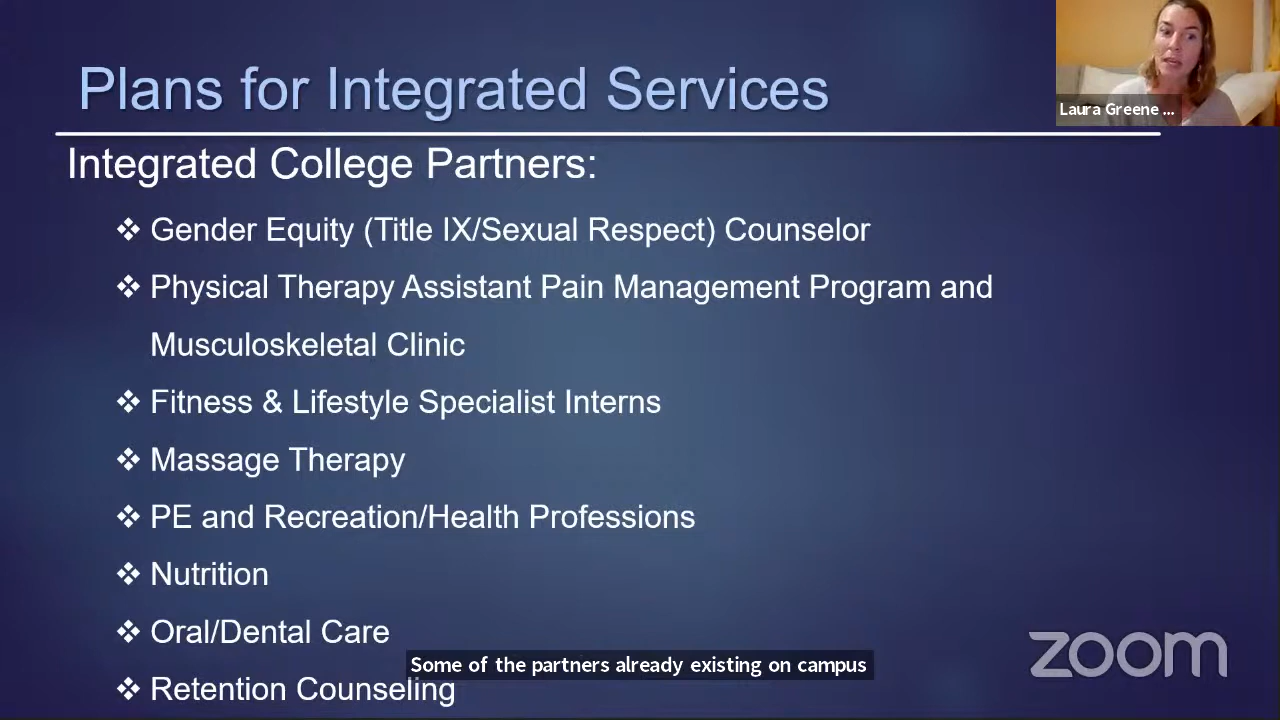 Plans for Integrated Services
Laura Greene ...
Integrated College Partners:
❖ Gender Equity (Title IX/Sexual Respect) Counselor
❖ Physical Therapy Assistant Pain Management Program and
Musculoskeletal Clinic
❖ Fitness & Lifestyle Specialist Interns
❖ Massage Therapy
❖ PE and Recreation/Health Professions
❖ Nutrition
❖ Oral/Dental Care
Some of the partners already existing on campus
❖ Retention Counseling
zoom